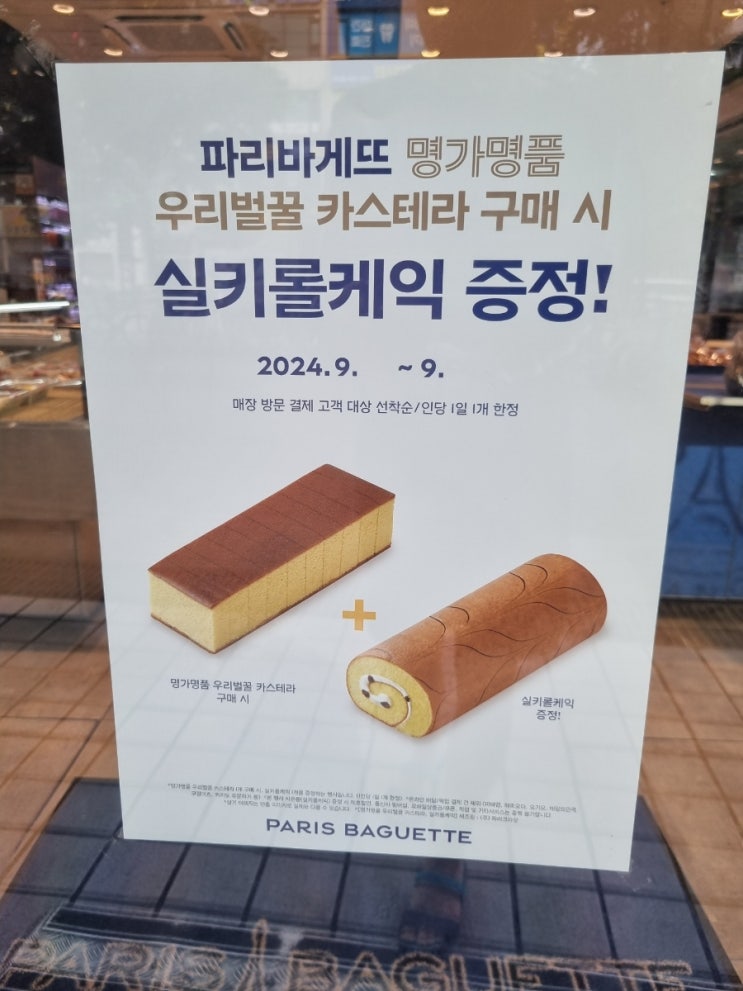 파리바게뜨 명가명품
우리벌꿀 카스테라 구매 시
실키롤케익 증정!
2024.9. ~ 9.
매장 방문 결제 고객 대상 선착순/인당 1일 1개 한정
+
명가명품 우리벌꿀 카스테라
구매 시
실키롤케익
증정!
PARIS BAGUETTE
PARIS BAGUETTE